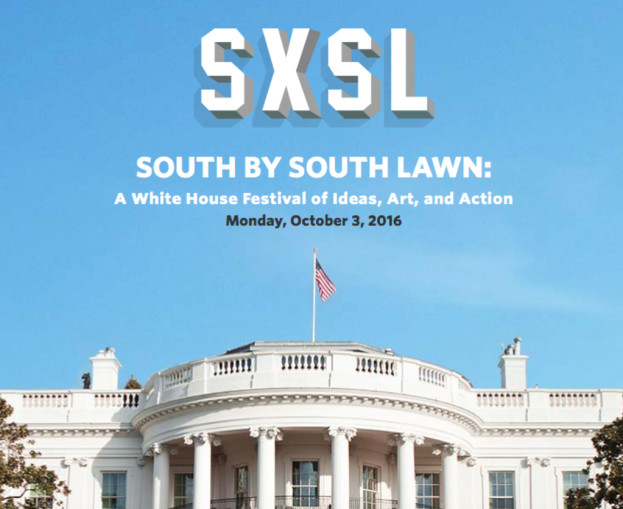 SXSL
SOUTH BY SOUTH LAWN:
A White House Festival of Ideas, Art, and Action
Monday, October 3, 2016